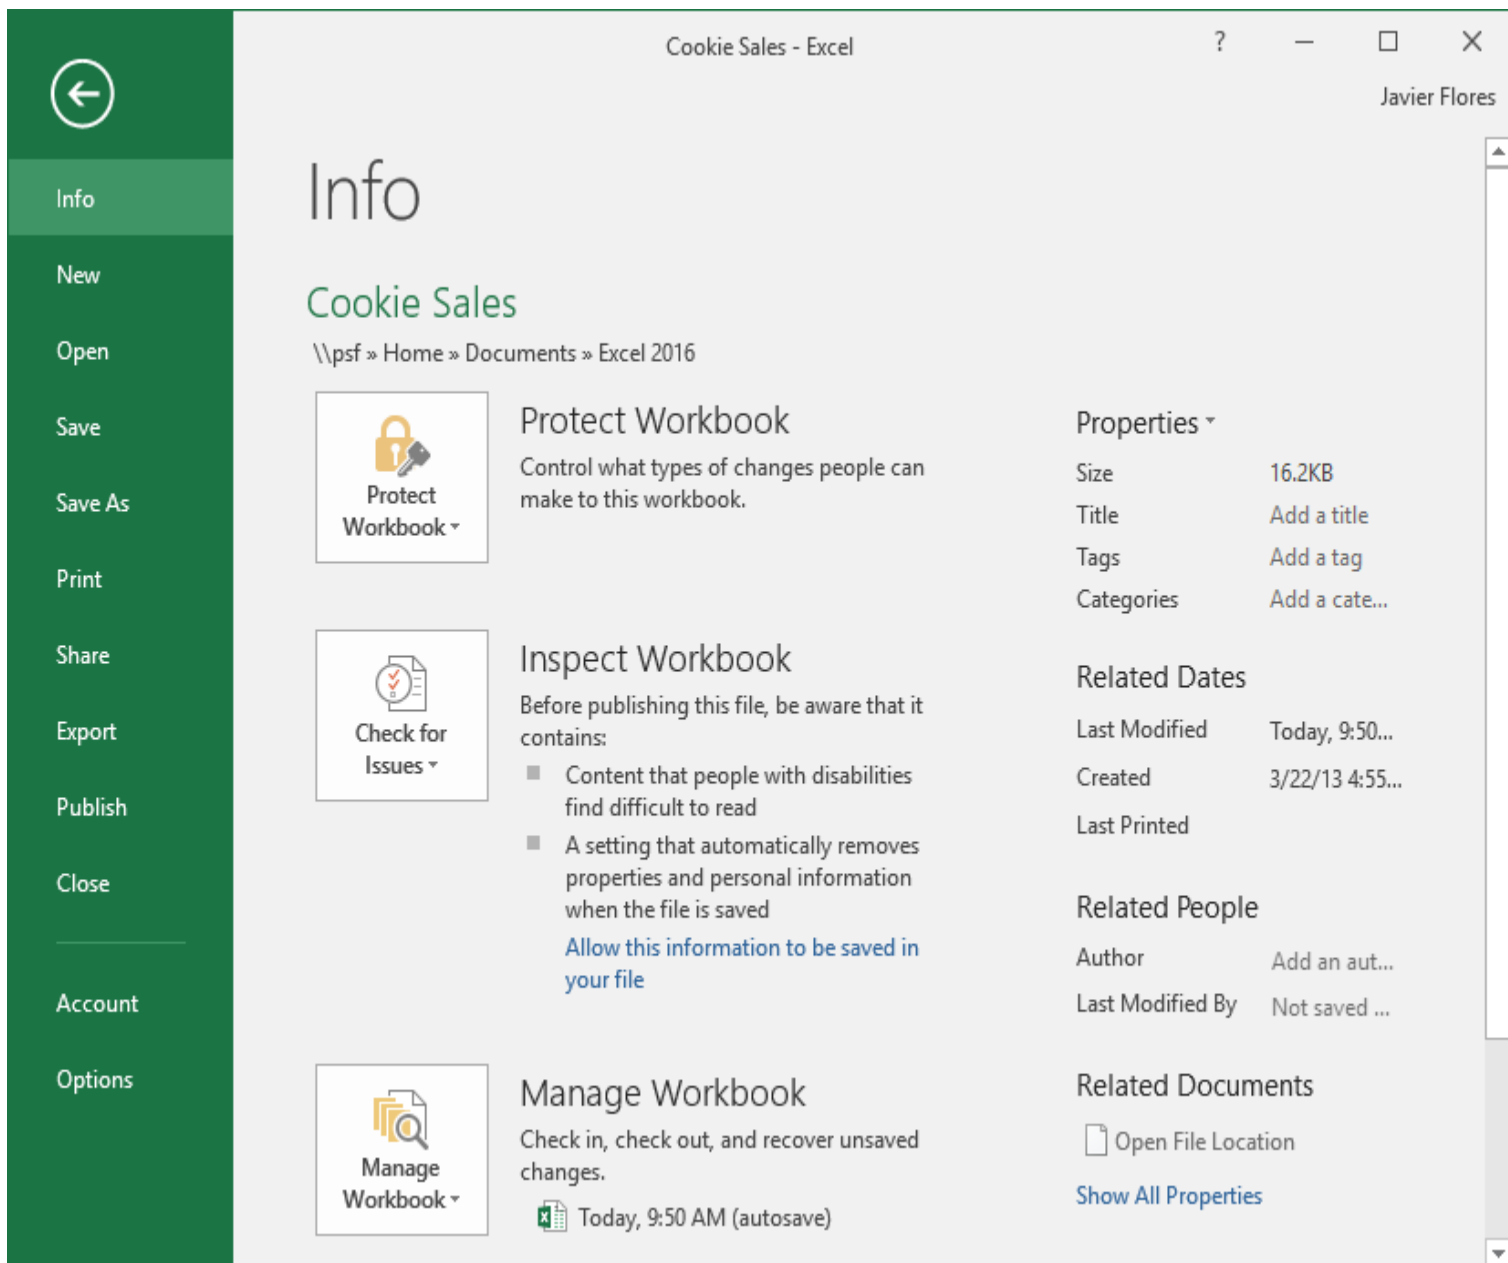 Cookie Sales - Excel
?
Javier Flores
Info
New
Open
Save
Save As
Print
Share
Export
Publish
Close
Account
Options
Info
Cookie Sales
\\psf » Home » Documents » Excel 2016
Protect
Workbook
Protect Workbook
Control what types of changes people can
make to this workbook.
Check for
Issues
Inspect Workbook
Before publishing this file, be aware that it
contains:
Content that people with disabilities
find difficult to read
A setting that automatically removes
properties and personal information
when the file is saved
Allow this information to be saved in
your file
Manage
Workbook
Manage Workbook
Check in, check out, and recover unsaved
changes.
Today, 9:50 AM (autosave)
Properties
Size 16.2KB
Title Add a title
Tags Add a tag
Categories Add a cate...
Related Dates
Last Modified Today, 9:50...
Created 3/22/13 4:55...
Last Printed
Related People
Author Add an aut...
Last Modified By Not saved ...
Related Documents
Open File Location
Show All Properties